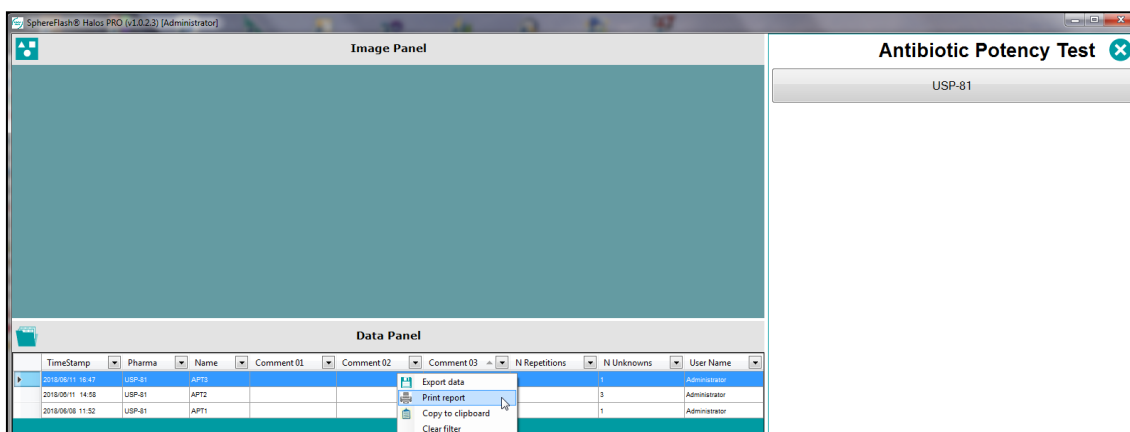 SphereFlash® Halos PRO (v1.0.2.3) [Administrator]
Image Panel
Antibiotic Potency Test
USP-81
Data Panel
TimeStamp Pharma Name Comment 01 Comment 02 Comment 03 N Repetitions N Unknowns User Name
2018/06/11 16:47 USP-81 APT3 1 Administrator
2018/06/11 14:58 USP-81 APT2 3 Administrator
2018/06/08 11:52 USP-81 APT1 1 Administrator
Export data
Print report
Copy to clipboard
Clear filter